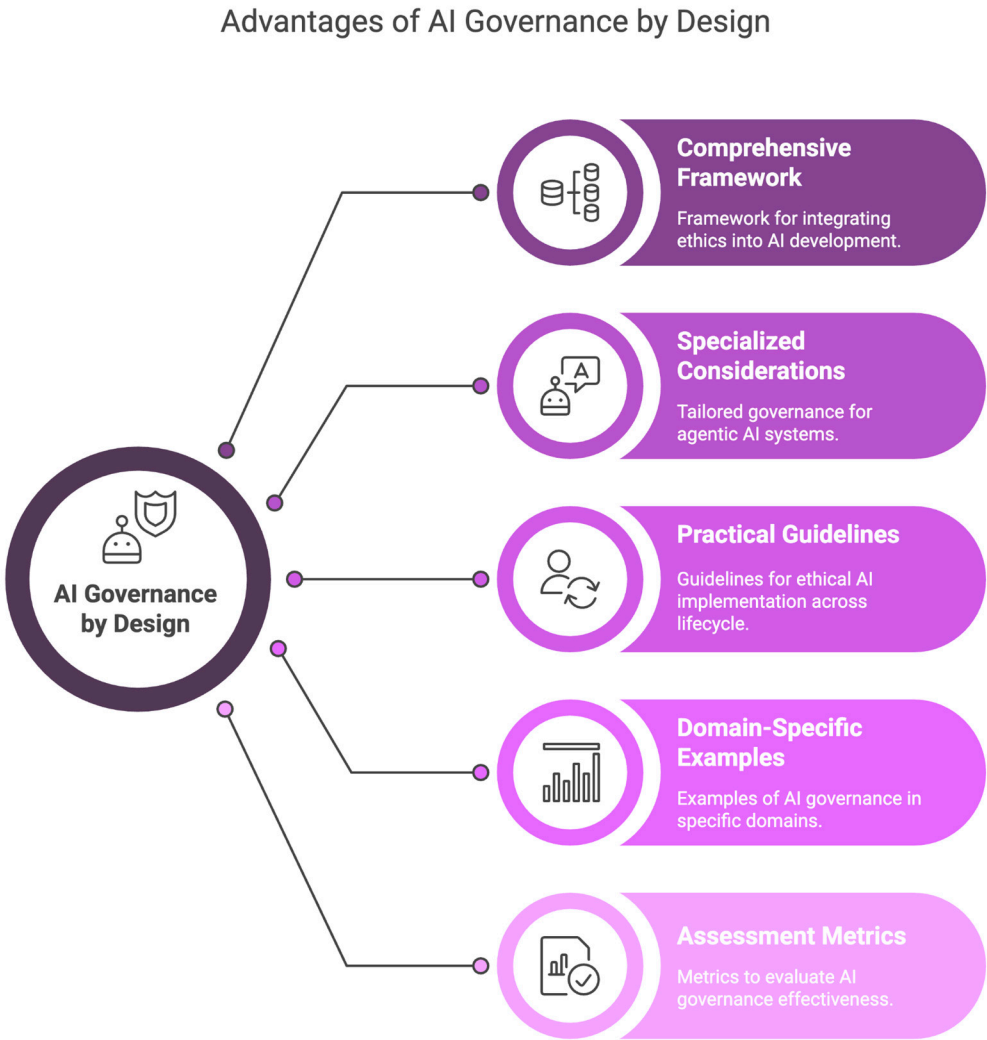 Advantages of AI Governance by Design
Comprehensive
Framework
Framework for integrating
ethics into AI development.
A
Specialized
Considerations
Tailored governance for
agentic AI systems.
AI Governance
by Design
Practical Guidelines
Guidelines for ethical AI
implementation across
lifecycle.
Domain-Specific
Examples
Examples of AI governance in
specific domains.
Assessment Metrics
Metrics to evaluate AI
governance effectiveness.